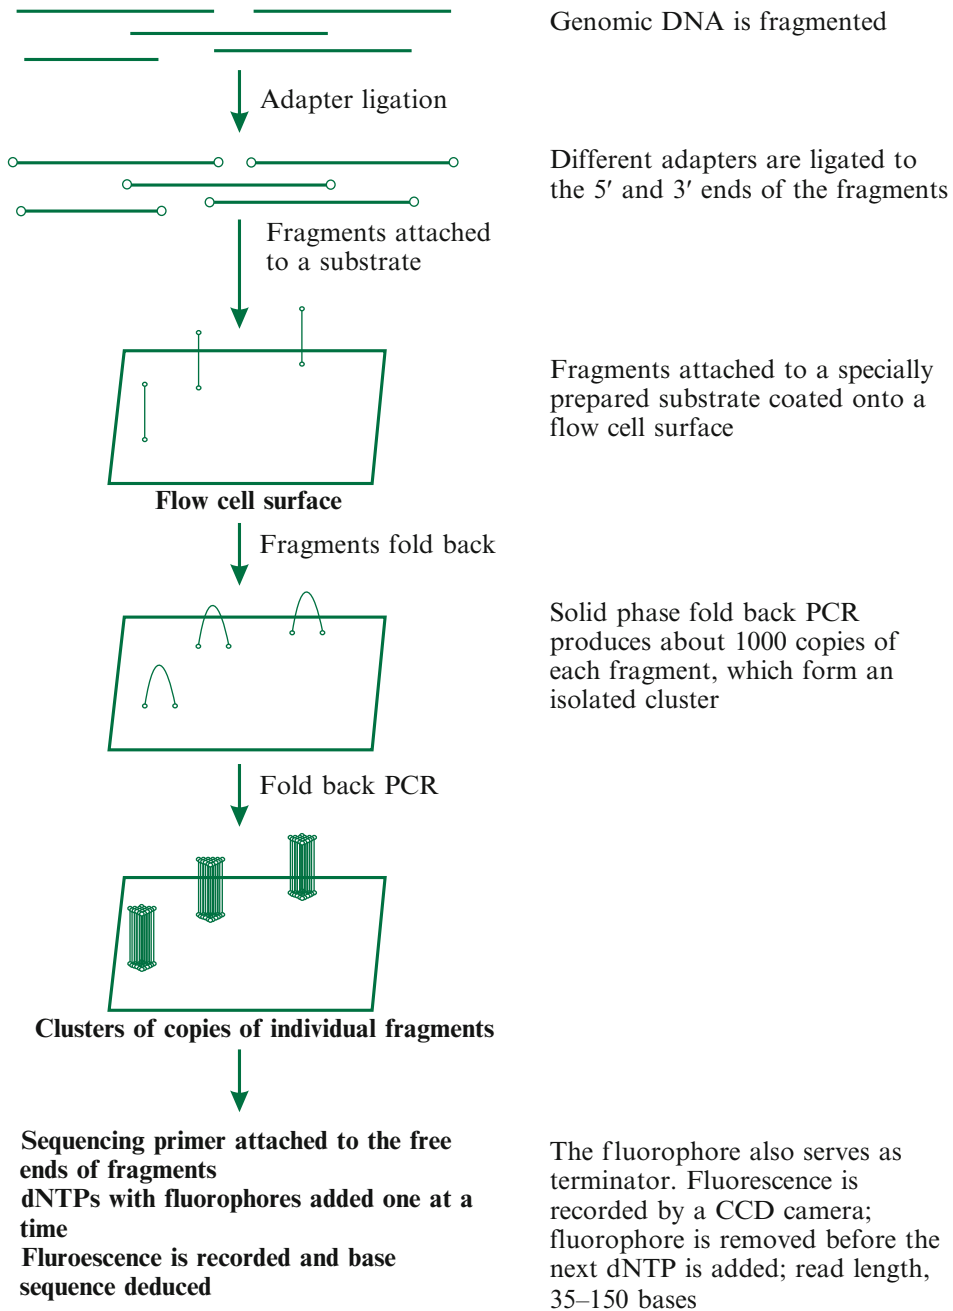 Genomic DNA is fragmented
Adapter ligation
Different adapters are ligated to
the 5′ and 3′ ends of the fragments
Fragments attached
to a substrate
Fragments attached to a specially
prepared substrate coated onto a
flow cell surface
Flow cell surface
Fragments fold back
Solid phase fold back PCR
produces about 1000 copies of
each fragment, which form an
isolated cluster
Fold back PCR
Clusters of copies of individual fragments
Sequencing primer attached to the free
ends of fragments
dNTPs with fluorophores added one at a
time
Fluroescence is recorded and base
sequence deduced
The fluorophore also serves as
terminator. Fluorescence is
recorded by a CCD camera;
fluorophore is removed before the
next dNTP is added; read length,
35–150 bases